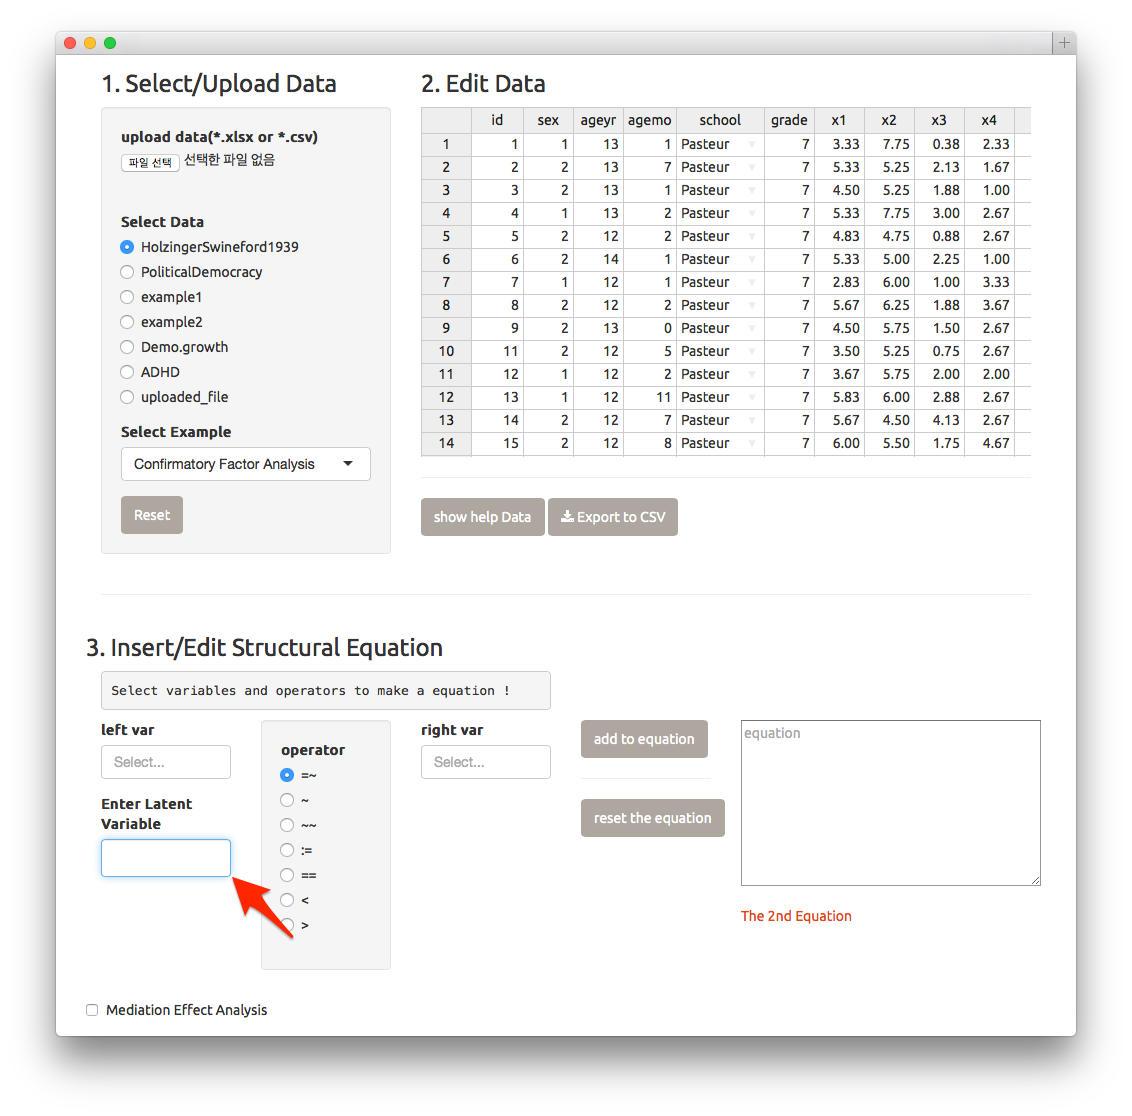 1. Select/Upload Data
upload data(*.xlsx or *.csv)
파일 선택 선택한 파일 없음
Select Data
HolzingerSwineford1939
PoliticalDemocracy
example1
example2
Demo.growth
ADHD
uploaded_file
Select Example
Confirmatory Factor Analysis
Reset
2. Edit Data
id sex ageyr agemo school grade x1 x2 x3 x4
1 1 1 13 1 Pasteur 7 3.33 7.75 0.38 2.33
2 2 2 13 7 Pasteur 7 5.33 5.25 2.13 1.67
3 3 2 13 1 Pasteur 7 4.50 5.25 1.88 1.00
4 4 1 13 2 Pasteur 7 5.33 7.75 3.00 2.67
5 5 2 12 2 Pasteur 7 4.83 4.75 0.88 2.67
6 6 2 14 1 Pasteur 7 5.33 5.00 2.25 1.00
7 7 1 12 1 Pasteur 7 2.83 6.00 1.00 3.33
8 8 2 12 2 Pasteur 7 5.67 6.25 1.88 3.67
9 9 2 13 0 Pasteur 7 4.50 5.75 1.50 2.67
10 11 2 12 5 Pasteur 7 3.50 5.25 0.75 2.67
11 12 1 12 2 Pasteur 7 3.67 5.75 2.00 2.00
12 13 1 12 11 Pasteur 7 5.83 6.00 2.88 2.67
13 14 2 12 7 Pasteur 7 5.67 4.50 4.13 2.67
14 15 2 12 8 Pasteur 7 6.00 5.50 1.75 4.67
show help Data Export to CSV
3. Insert/Edit Structural Equation
Select variables and operators to make a equation !
left var
Select...
Enter Latent
Variable
operator
=~
~
~~
:=
==
<
>
right var
Select...
add to equation
reset the equation
equation
The 2nd Equation
Mediation Effect Analysis